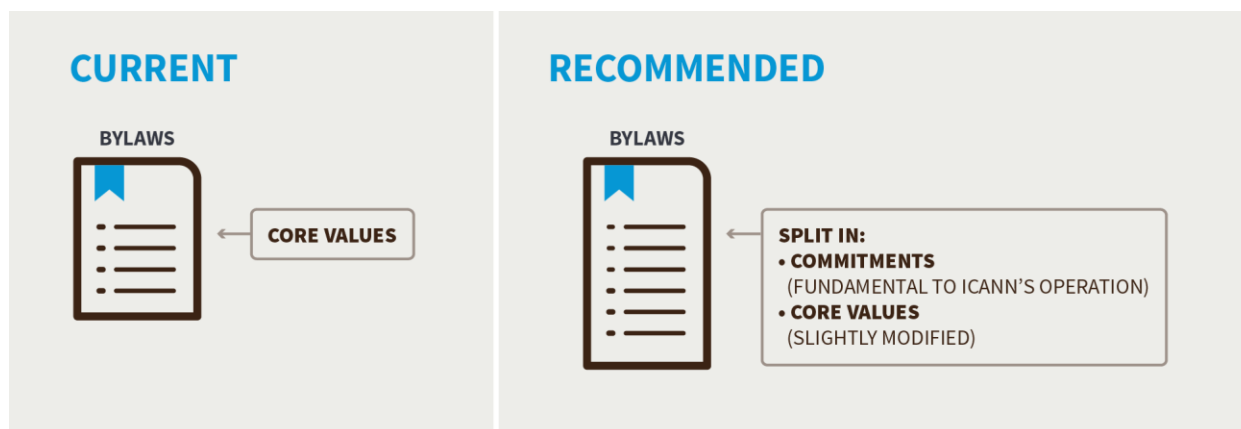 CURRENT
BYLAWS
CORE VALUES
RECOMMENDED
BYLAWS
SPLIT IN:
• COMMITMENTS
(FUNDAMENTAL TO ICANN’S OPERATION)
• CORE VALUES
(SLIGHTLY MODIFIED)